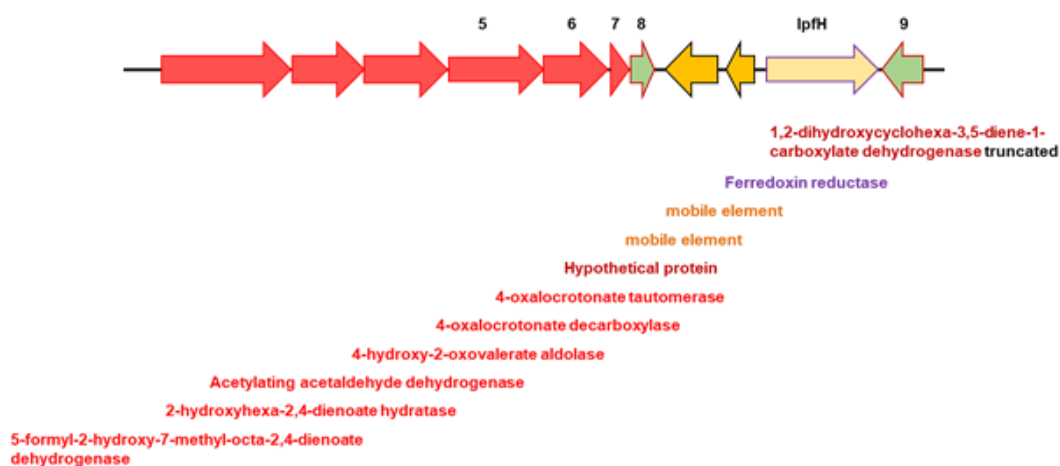 5 6 7 8 IpfH 9
1,2-dihydroxycyclohexa-3,5-diene-1-
carboxylate dehydrogenase truncated
Ferredoxin reductase
mobile element
mobile element
Hypothetical protein
4-oxalocrotonate tautomerase
4-oxalocrotonate decarboxylase
4-hydroxy-2-oxovalerate aldolase
Acetylating acetaldehyde dehydrogenase
2-hydroxyhexa-2,4-dienoate hydratase
5-formyl-2-hydroxy-7-methyl-octa-2,4-dienoate
dehydrogenase